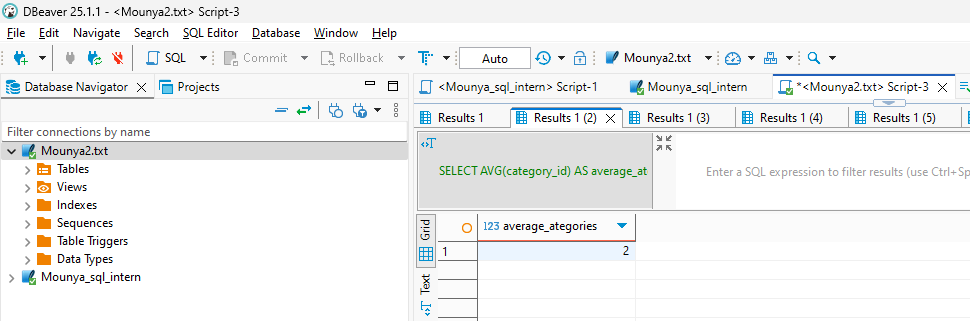 DBeaver 25.1.1 - <Mounya2.txt> Script-3
File Edit Navigate Search SQL Editor Database Window Help
SQL Commit Rollback T Auto Mounya2.txt
Database Navigator Projects
<Mounya_sql_intern> Script-1 Mounya_sql_intern *<Mounya2.txt> Script-3
Results 1 Results 1 (2) Results 1 (3) Results 1 (4) Results 1 (5)
Filter connections by name
Mounya2.txt
Tables
Views
Indexes
Sequences
Table Triggers
Data Types
Mounya_sql_intern
SELECT AVG(category_id) AS average_at
Enter a SQL expression to filter results (use Ctrl+Sp
Grid
Text
123 average_ategories
1 2